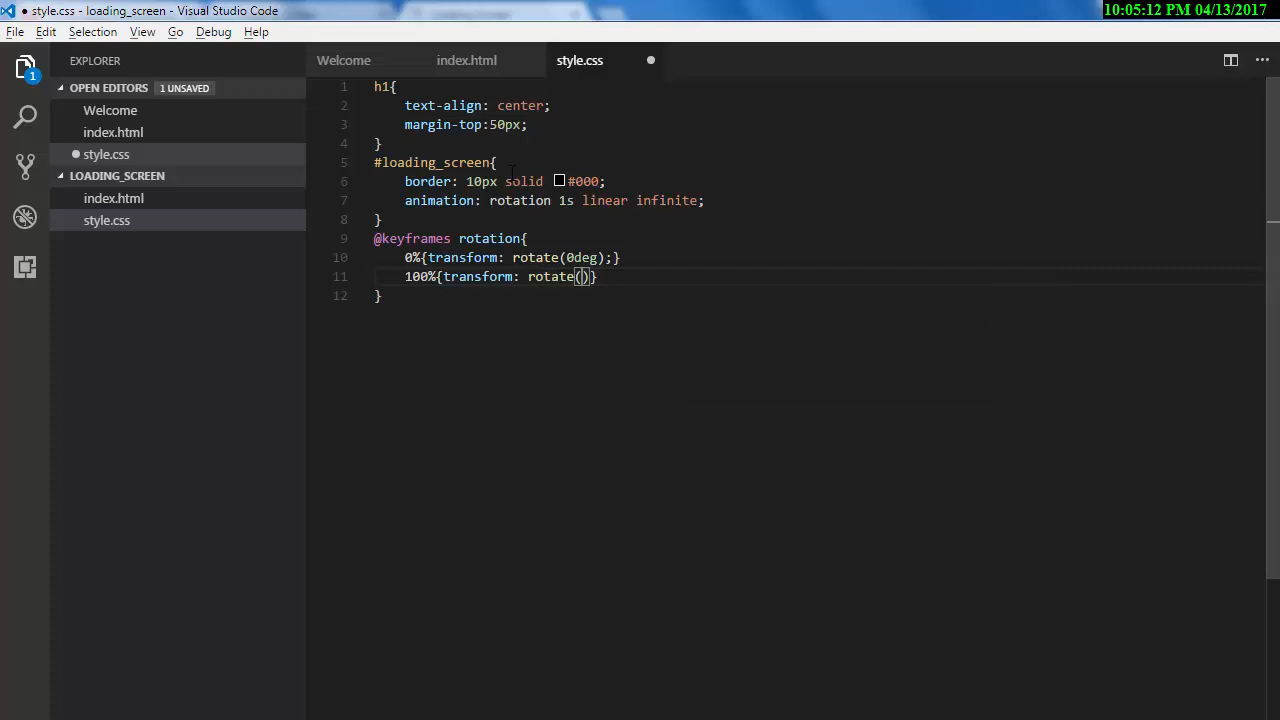 ● style.css - loading_screen - Visual Studio Code
10:05:12 PM 04/13/2017
File Edit Selection View Go Debug Help
EXPLORER
Welcome index.html style.css
OPEN EDITORS 1 UNSAVED
Welcome
index.html
style.css
LOADING_SCREEN
index.html
style.css
1
1 h1{
2 text-align: center;
3 margin-top:50px;
4 }
5 #loading_screen{
6 border: 10px solid #000;
7 animation: rotation 1s linear infinite;
8 }
9 @keyframes rotation{
10 0%{transform: rotate(0deg);}
11 100%{transform: rotate()}
12 }